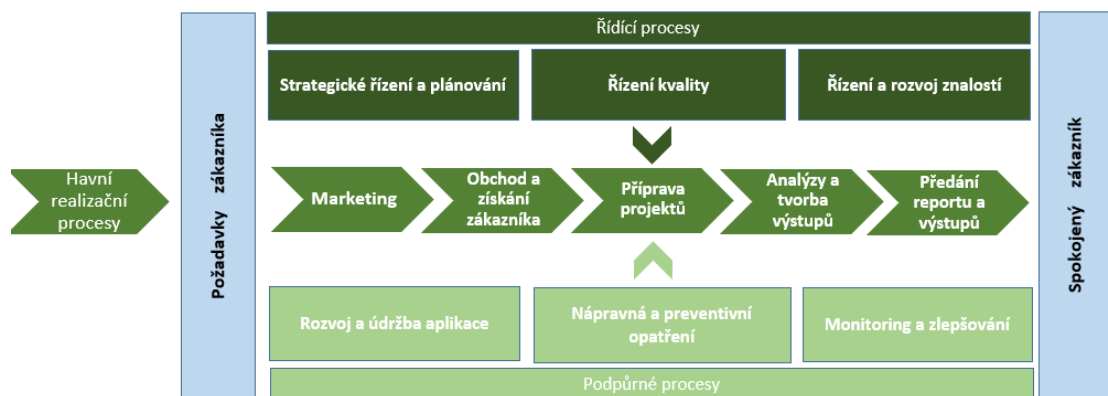 Řídící procesy
Strategické řízení a plánování
Řízení kvality
Řízení a rozvoj znalostí
Havní
realizační
procesy
Požadavky zákazníka
Marketing
Obchod a
získání
zákazníka
Příprava
projektů
Analýzy a
tvorba
výstupů
Předání
reportu a
výstupů
Spokojený zákazník
Rozvoj a údržba aplikace
Nápravná a preventivní
opatření
Monitoring a zlepšování
Podpůrné procesy